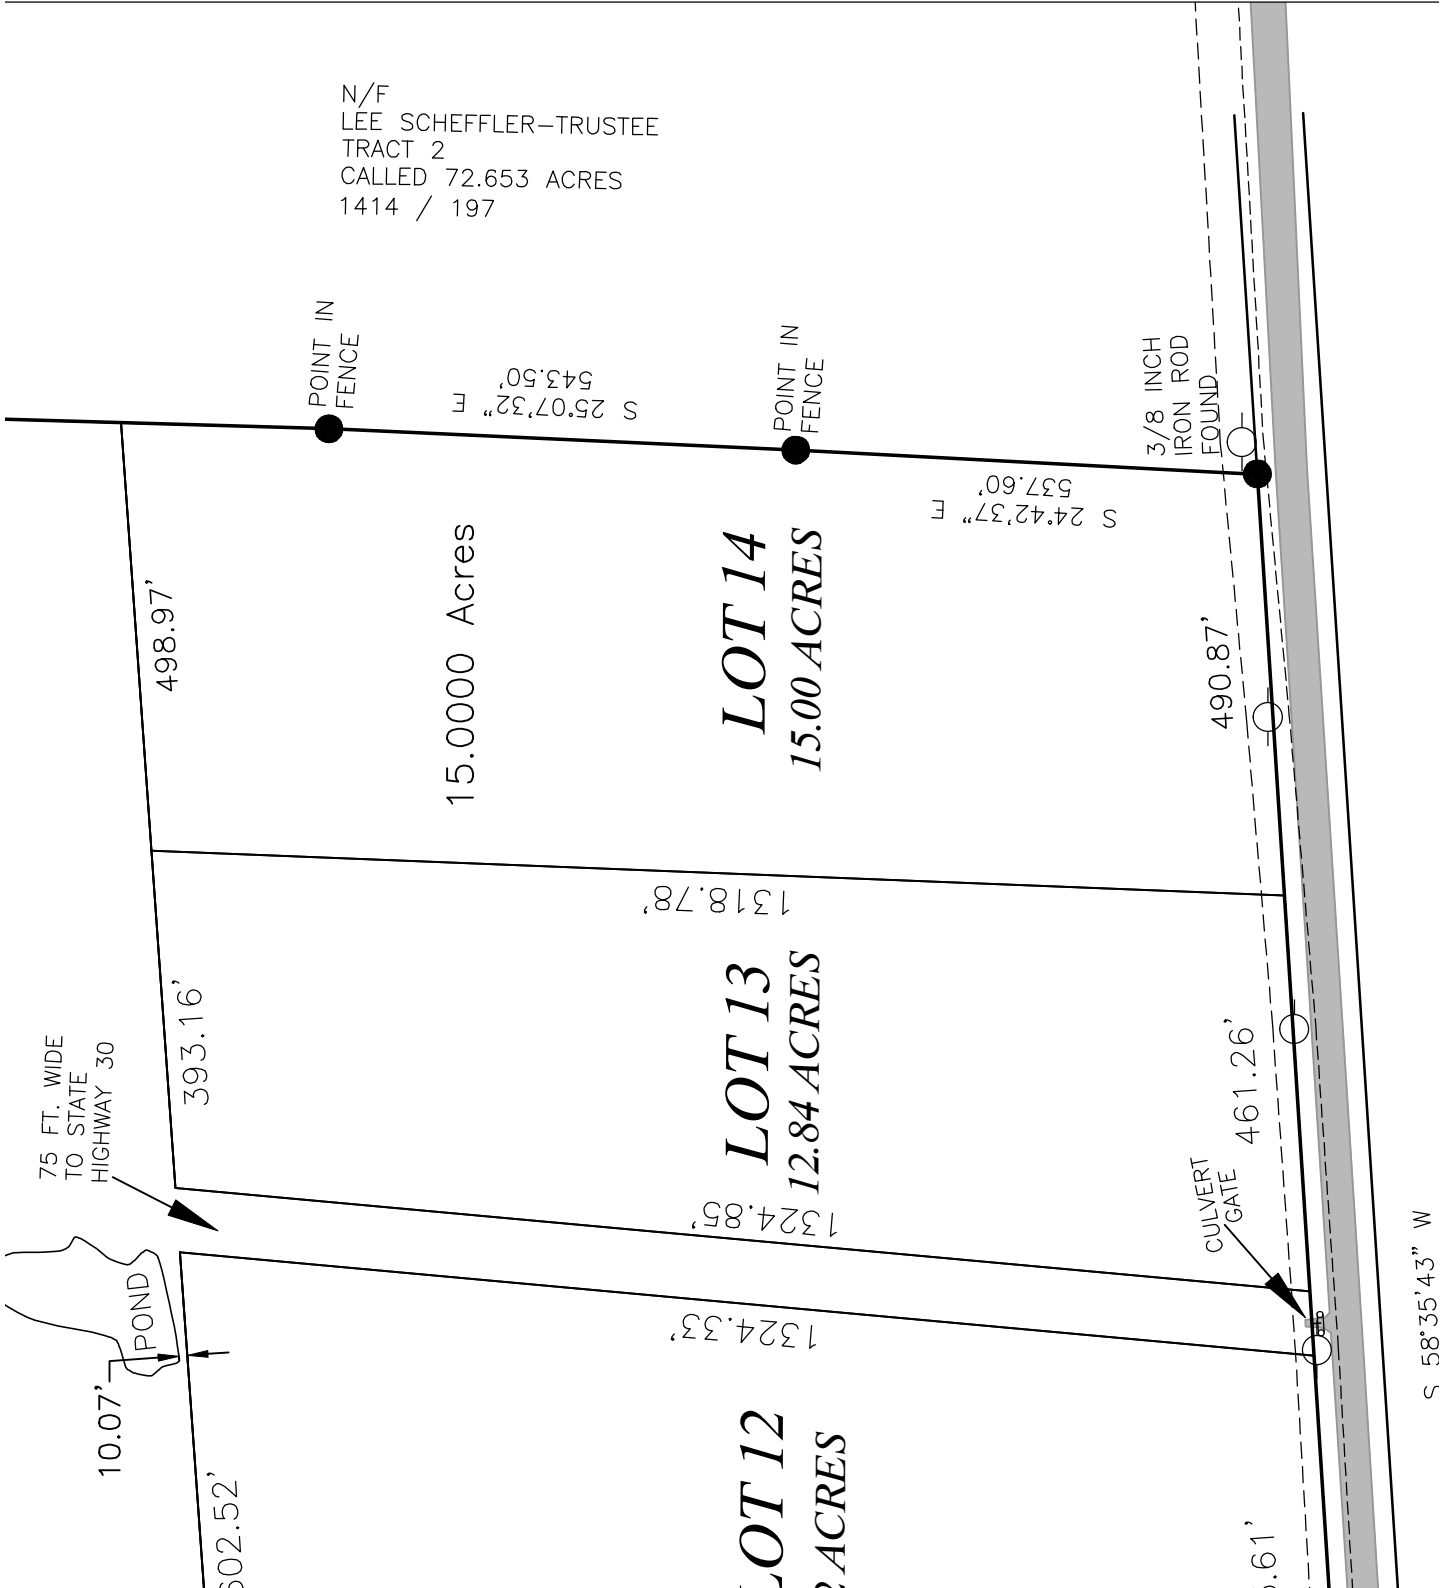 N/F
LEE SCHEFFLER-TRUSTEE
TRACT 2
CALLED 72.653 ACRES
1414 / 197
POINT IN
FENCE
S 25°07'32" E
543.50'
POINT IN
FENCE
3/8 INCH
IRON ROD
FOUND
S 24°42'37" E
537.60'
498.97'
15.0000 Acres
LOT 14
15.00 ACRES
490.87'
1318.78'
393.16'
LOT 13
12.84 ACRES
461.26'
75 FT. WIDE
TO STATE
HIGHWAY 30
1324.85'
CULVERT
GATE
POND
1324.33'
10.07'
602.52'
LOT 12
ACRES
.61'
S 58°35'43" W